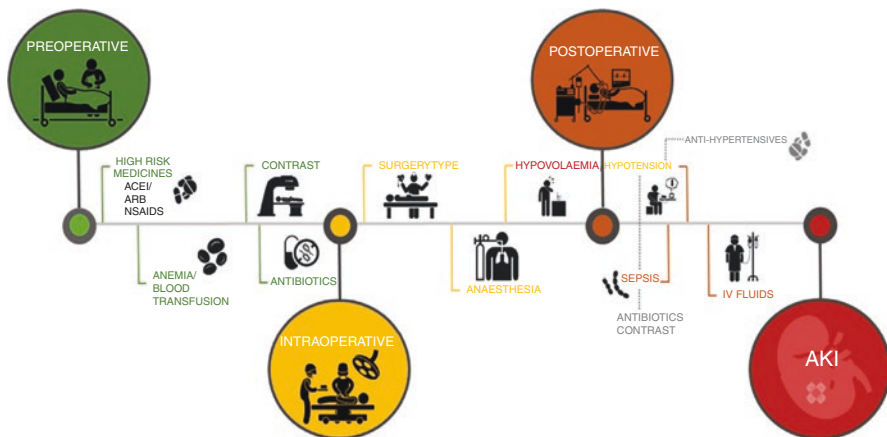 PREOPERATIVE
POSTOPERATIVE
ANTI-HYPERTENSIVES
HIGH RISK
MEDICINES
ACEI/
ARB
NSAIDS
CONTRAST
SURGERYTYPE
HYPOVOLAEMIA, HYPOTENSION
ANEMIA/
BLOOD
TRANSFUSION
ANTIBIOTICS
ANAESTHESIA
SEPSIS
IV FLUIDS
ANTIBIOTICS
CONTRAST
INTRAOPERATIVE
AKI